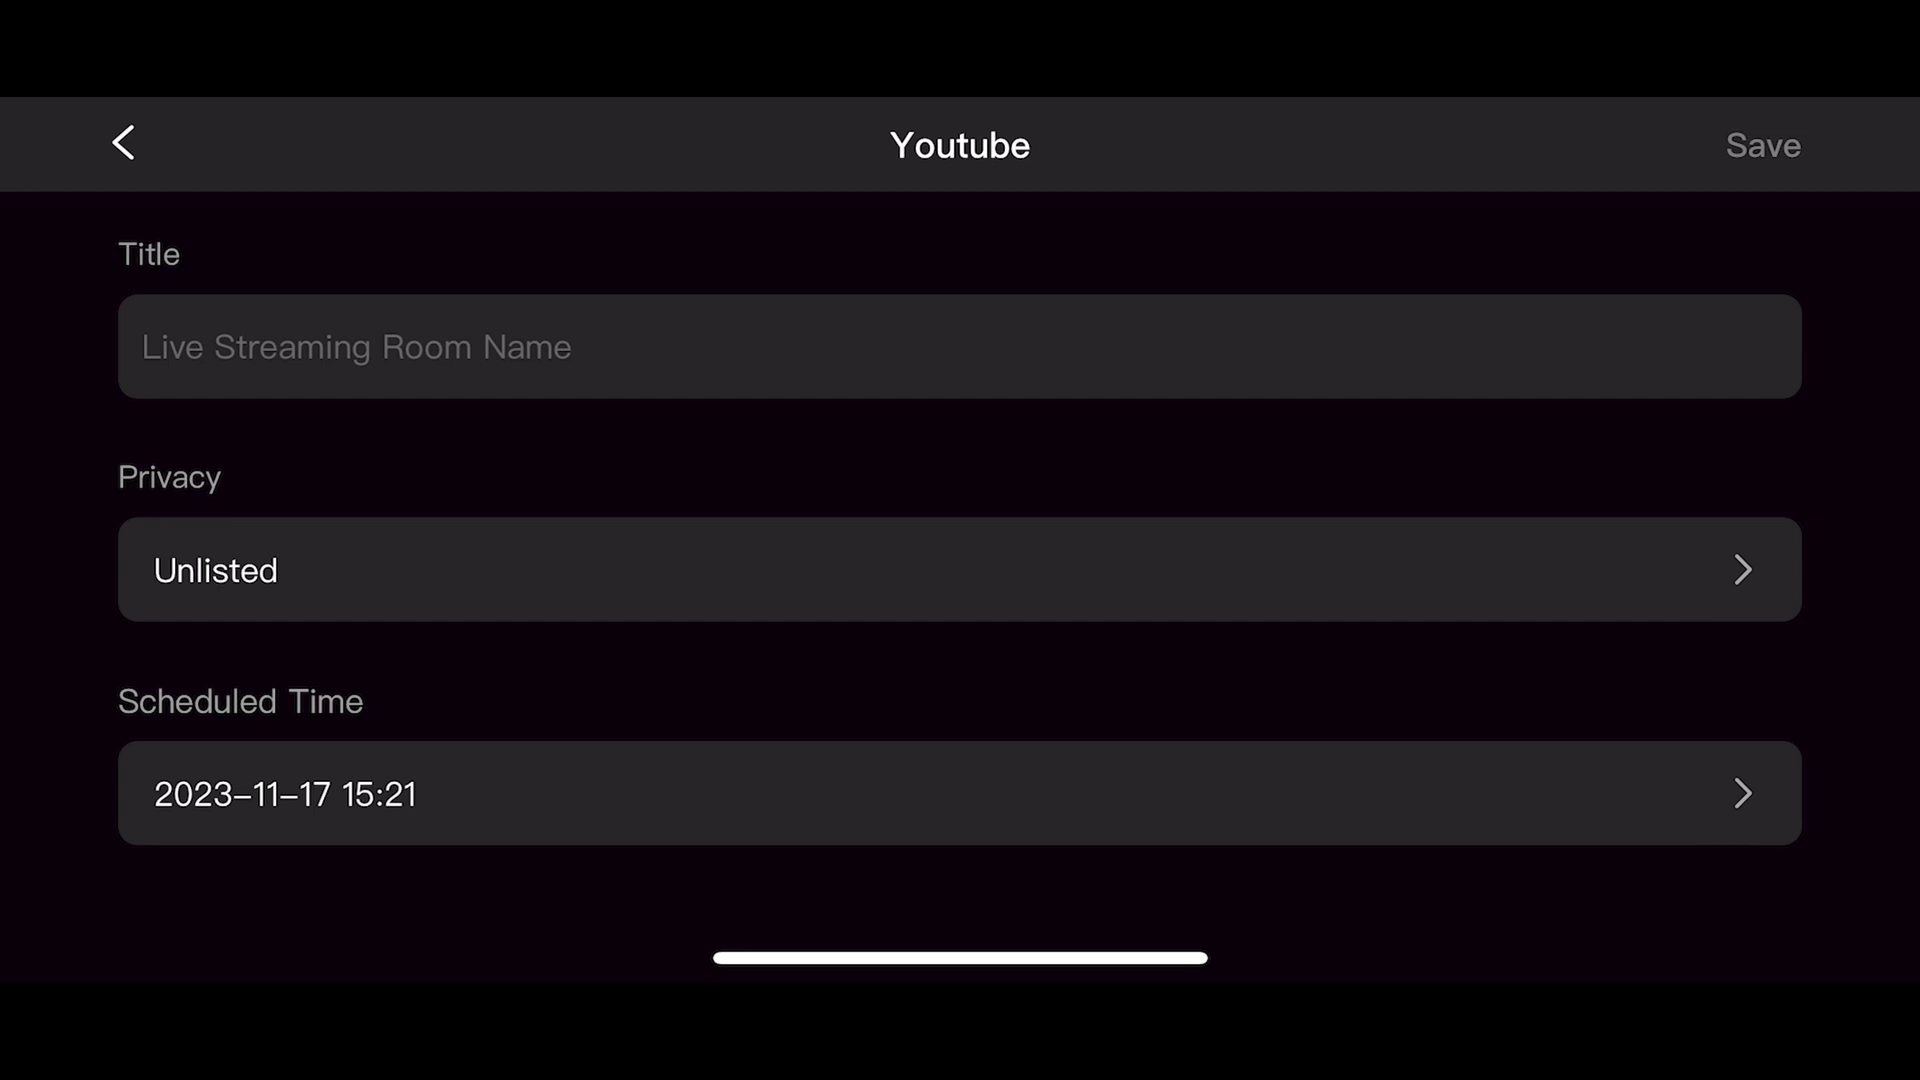 Youtube
Save
Title
Live Streaming Room Name
Privacy
Unlisted
Scheduled Time
2023-11-17 15:21